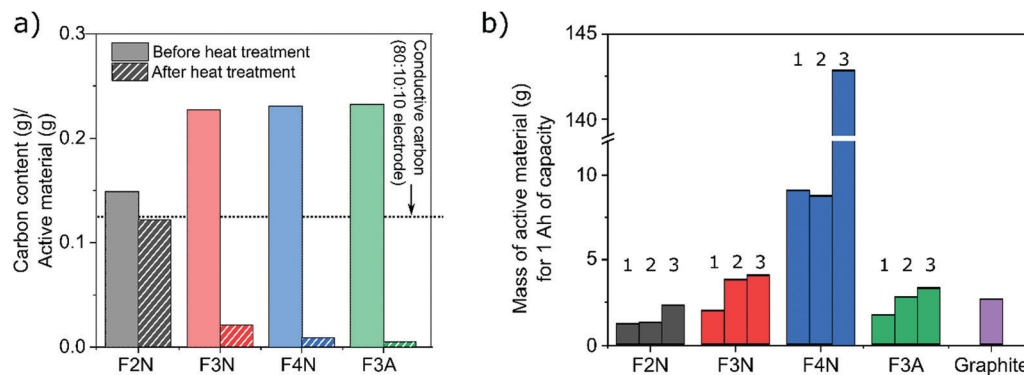 a)
0.3
0.2
0.1
0.0
Carbon content (g)/
Active material (g)
Before heat treatment
After heat treatment
Conductive carbon
(80:10:10 electrode)
F2N
F3N
F4N
F3A
b)
145
140
10
5
0
Mass of active material (g)
for 1 Ah of capacity
1 2 3
1 2 3
1 2 3
1 2 3
F2N
F3N
F4N
F3A
Graphite